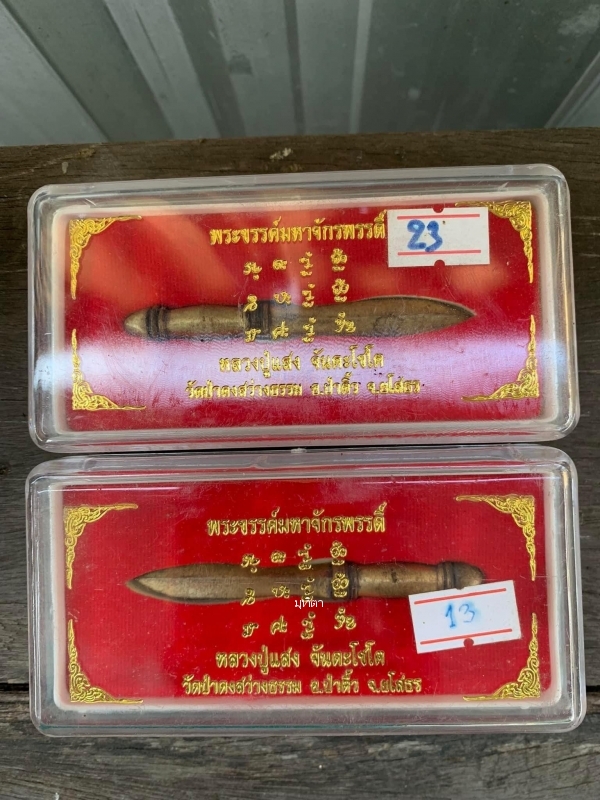 พระขรรค์มหาจักรพรรดิ์
23
หลวงปู่แสง จันตะโชโต
วัดป่าดงสว่างธรรม อ.ป่าติ้ว จ.ยโสธร
พระขรรค์มหาจักรพรรดิ์
มุทิตา
13
หลวงปู่แสง จันตะโชโต
วัดป่าดงสว่างธรรม อ.ป่าติ้ว จ.ยโสธร